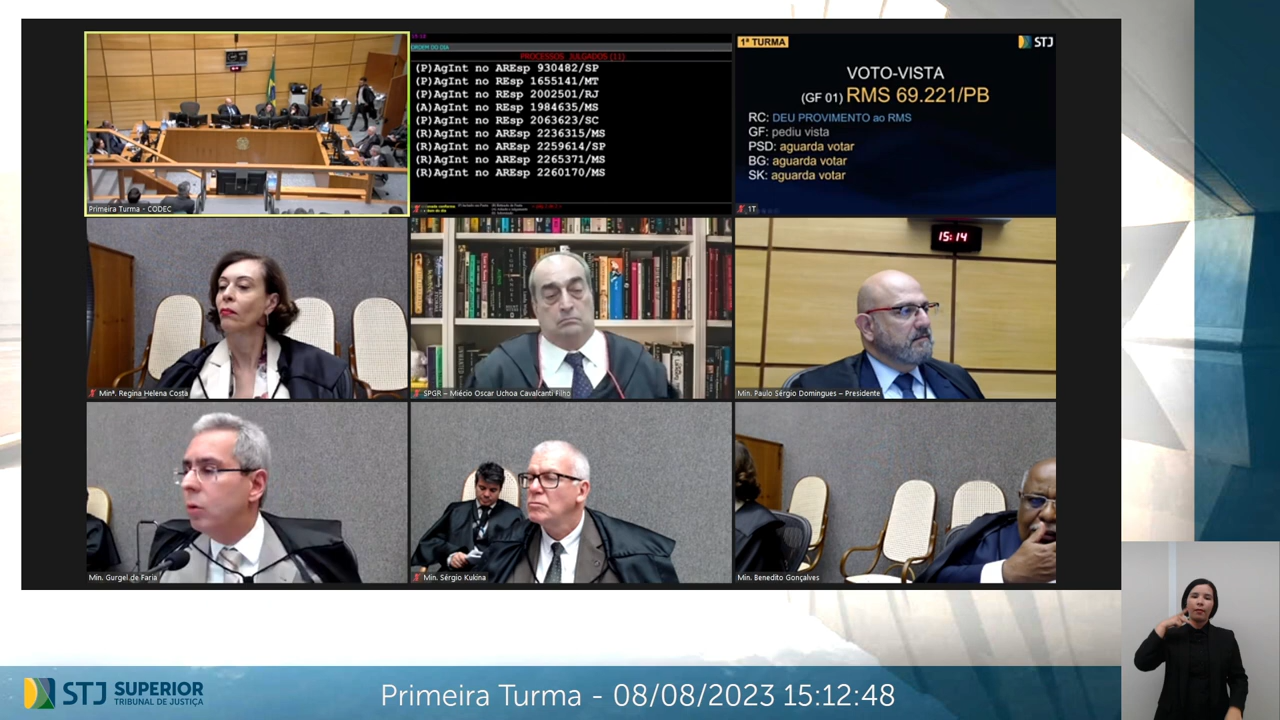 Primeira Turma - CODEC
ORDEM DO DIA
PROCESSOS JULGADOS (11)
(P)AgInt no AREsp 930482/SP
(P)AgInt no REsp 1655141/MT
(P)AgInt no REsp 2002501/RJ
(A)AgInt no AREsp 1984635/MS
(P)AgInt no REsp 2063623/SC
(R)AgInt no AREsp 2236315/MS
(R)AgInt no AREsp 2259614/SP
(R)AgInt no AREsp 2265371/MS
(R)AgInt no AREsp 2260170/MS
1ª TURMA
STJ
VOTO-VISTA
(GF 01) RMS 69.221/PB
RC: DEU PROVIMENTO ao RMS
GF: pediu vista
PSD: aguarda votar
BG: aguarda votar
SK: aguarda votar
1T
Minª. Regina Helena Costa
SPGR – Miécio Oscar Uchoa Cavalcanti Filho
15:14
Min. Paulo Sérgio Domingues – Presidente
Min. Gurgel de Faria
Min. Sérgio Kukina
Min. Benedito Gonçalves
STJ SUPERIOR
TRIBUNAL DE JUSTIÇA
Primeira Turma - 08/08/2023 15:12:48